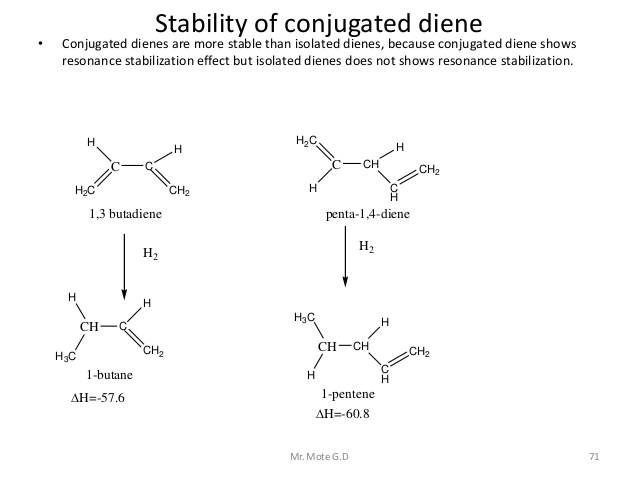 Stability of conjugated diene
• Conjugated dienes are more stable than isolated dienes, because conjugated diene shows
resonance stabilization effect but isolated dienes does not shows resonance stabilization.
H
H
C
C
H₂C
CH₂
1,3 butadiene
H₂
H
H
CH
C
H₃C
CH₂
1-butane
ΔH=-57.6
H₂C
H
C
CH
CH₂
H
C
H
penta-1,4-diene
H₂
H₃C
H
CH
CH
CH₂
H
C
H
1-pentene
ΔH=-60.8
Mr. Mote G.D
71